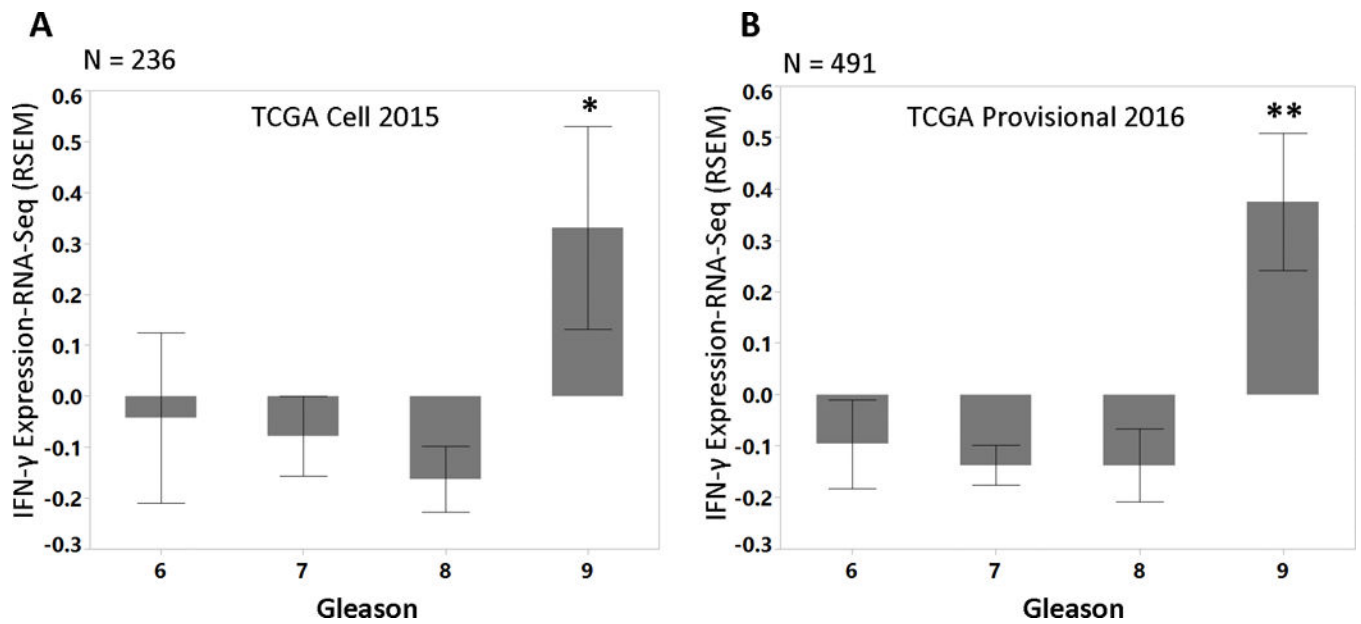 A
N = 236
TCGA Cell 2015
*
IFN-γ Expression-RNA-Seq (RSEM)
0.6
0.5
0.4
0.3
0.2
0.1
0.0
-0.1
-0.2
-0.3
6 7 8 9
Gleason
B
N = 491
TCGA Provisional 2016
**
IFN-γ Expression-RNA-Seq (RSEM)
0.6
0.5
0.4
0.3
0.2
0.1
0.0
-0.1
-0.2
-0.3
6 7 8 9
Gleason